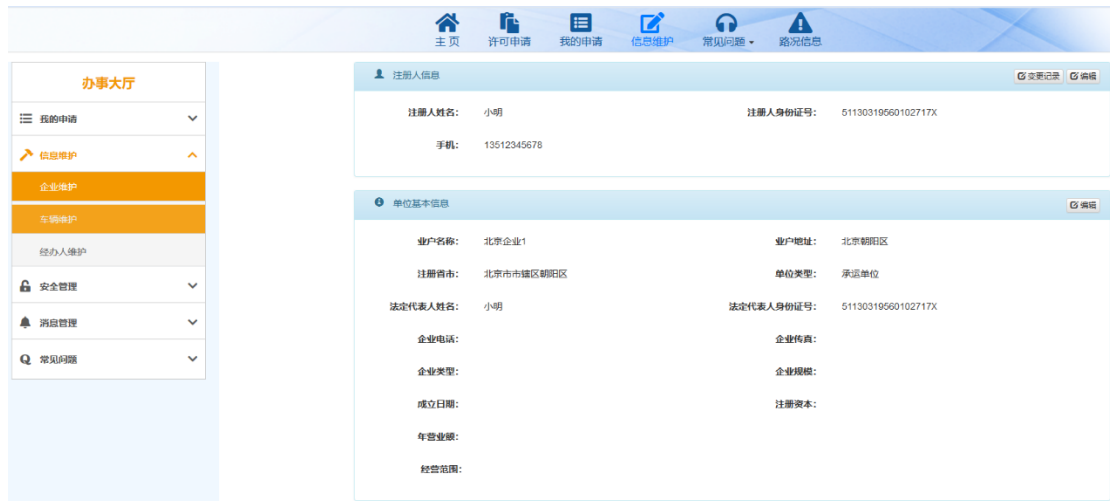 主页 许可申请 我的申请 信息维护 常见问题 路况信息
办事大厅
我的申请
信息维护
企业维护
车辆维护
经办人维护
安全管理
消息管理
常见问题
注册人信息 变更记录 编辑
注册人姓名: 小明 注册人身份证号: 51130319560102717X
手机: 13512345678
单位基本信息 编辑
业户名称: 北京企业1 业户地址: 北京朝阳区
注册省市: 北京市市辖区朝阳区 单位类型: 承运单位
法定代表人姓名: 小明 法定代表人身份证号: 51130319560102717X
企业电话: 企业传真:
企业类型: 企业规模:
成立日期: 注册资本:
年营业额:
经营范围: